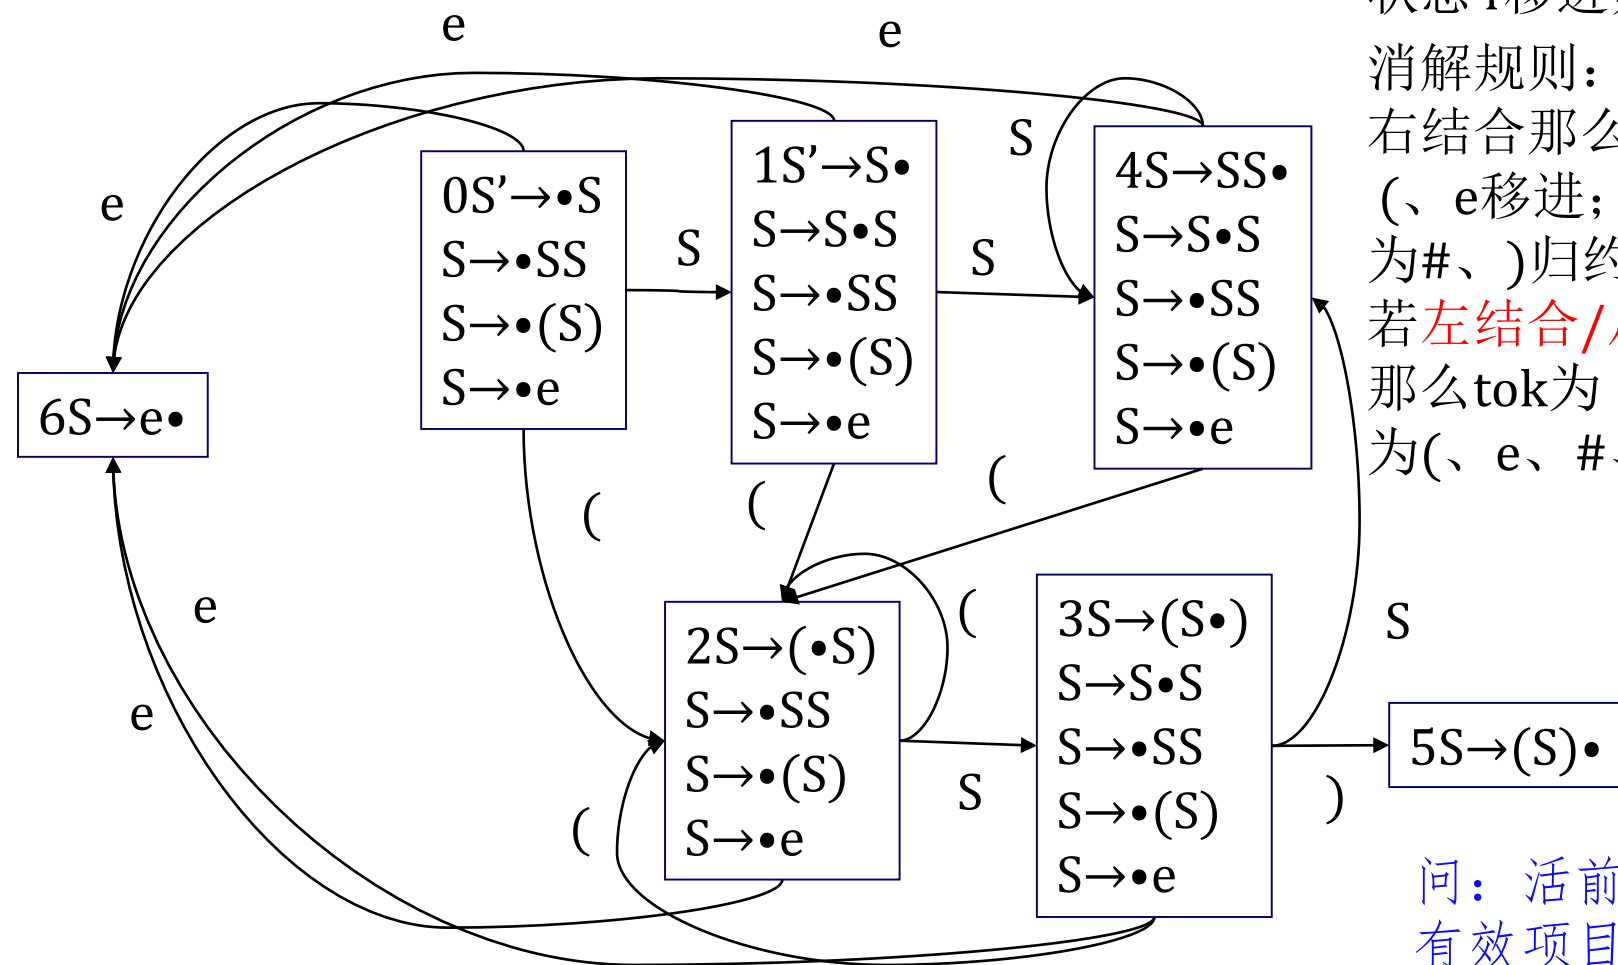 e
e
S
e
0S’→•S
S→•SS
S→•(S)
S→•e
S
1S’→S•
S→S•S
S→•SS
S→•(S)
S→•e
S
4S→SS•
S→S•S
S→•SS
S→•(S)
S→•e
消解规则：
右结合那么
(、e移进；
为#、)归约
若左结合/
那么tok为
为(、e、#、
6S→e•
(
(
(
e
e
2S→(•S)
S→•SS
S→•(S)
S→•e
(
(
S
3S→(S•)
S→S•S
S→•SS
S→•(S)
S→•e
S
)
5S→(S)•
问：活前
有效项目